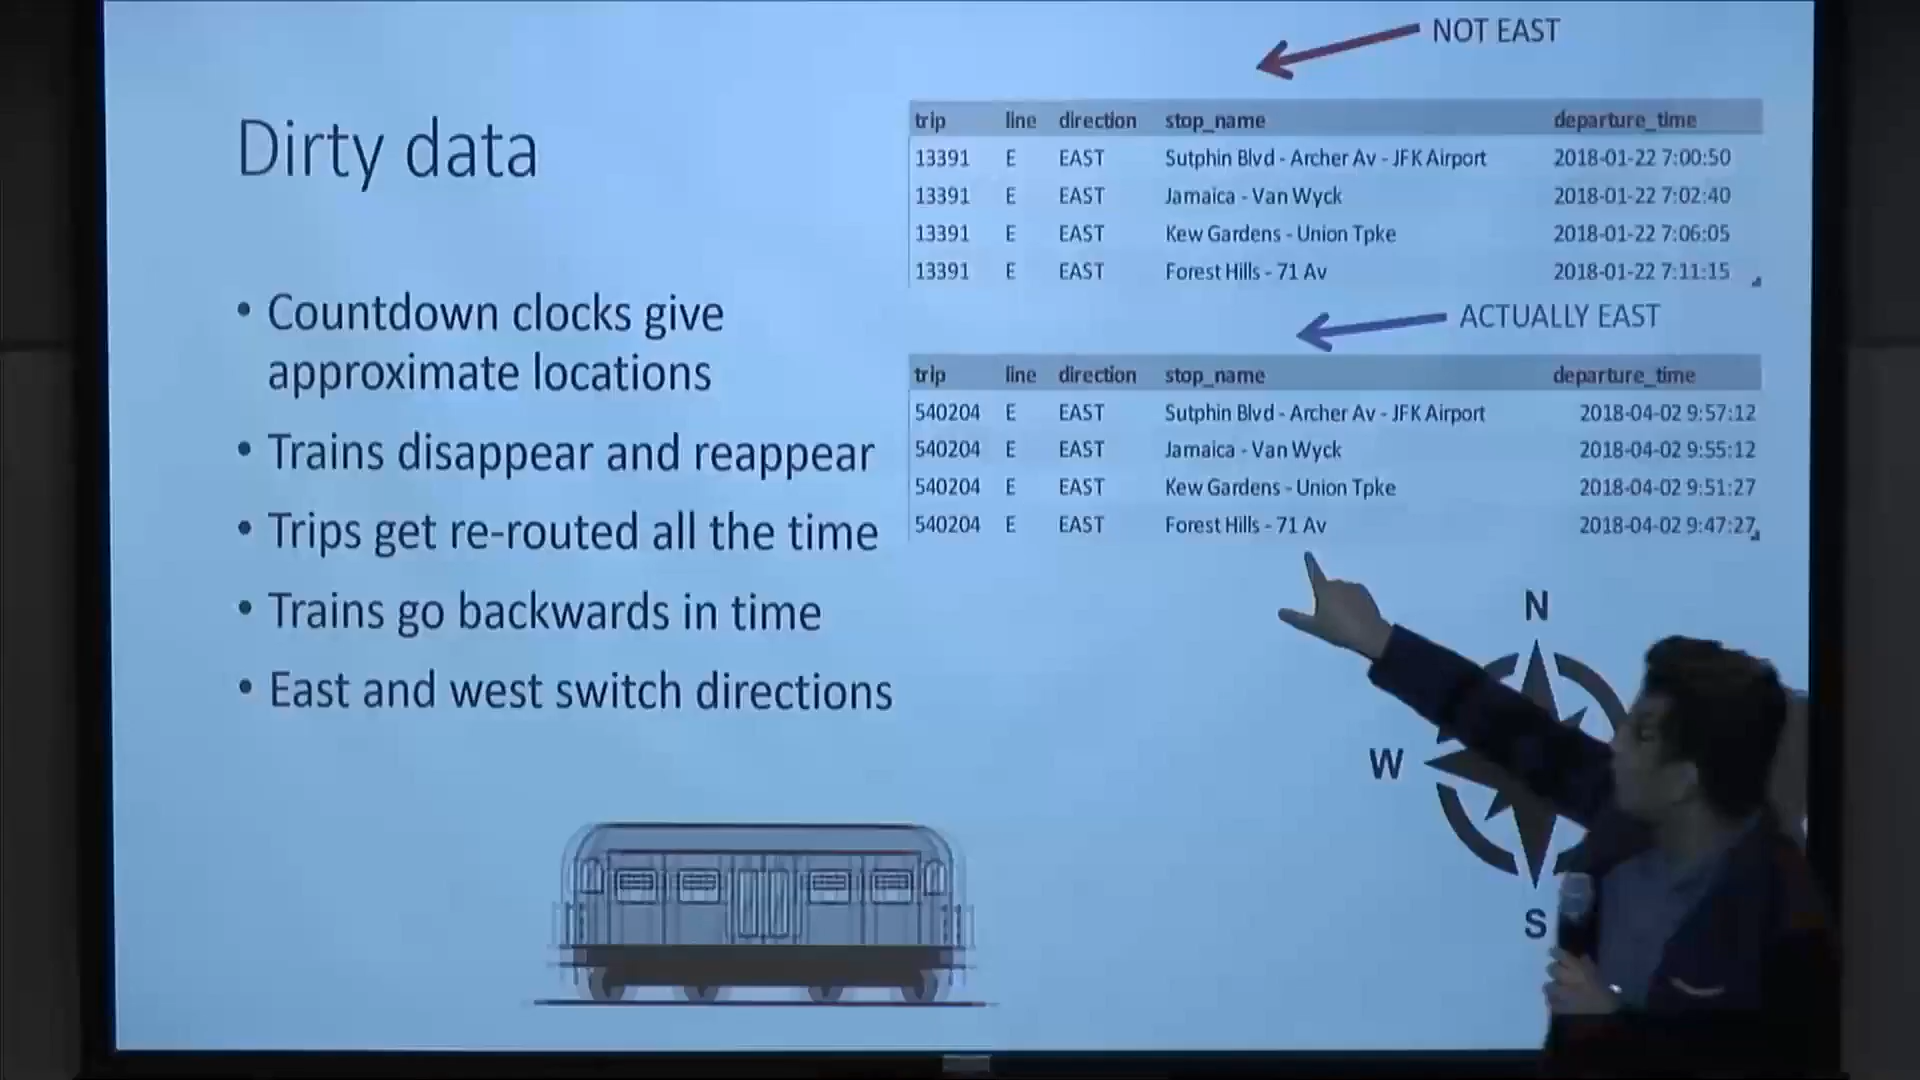 Dirty data
• Countdown clocks give
approximate locations
• Trains disappear and reappear
• Trips get re-routed all the time
• Trains go backwards in time
• East and west switch directions
NOT EAST
trip line direction stop_name departure_time
13391 E EAST Sutphin Blvd - Archer Av - JFK Airport 2018-01-22 7:00:50
13391 E EAST Jamaica - Van Wyck 2018-01-22 7:02:40
13391 E EAST Kew Gardens - Union Tpke 2018-01-22 7:06:05
13391 E EAST Forest Hills - 71 Av 2018-01-22 7:11:15
ACTUALLY EAST
trip line direction stop_name departure_time
540204 E EAST Sutphin Blvd - Archer Av - JFK Airport 2018-04-02 9:57:12
540204 E EAST Jamaica - Van Wyck 2018-04-02 9:55:12
540204 E EAST Kew Gardens - Union Tpke 2018-04-02 9:51:27
540204 E EAST Forest Hills - 71 Av 2018-04-02 9:47:27
N
W
S